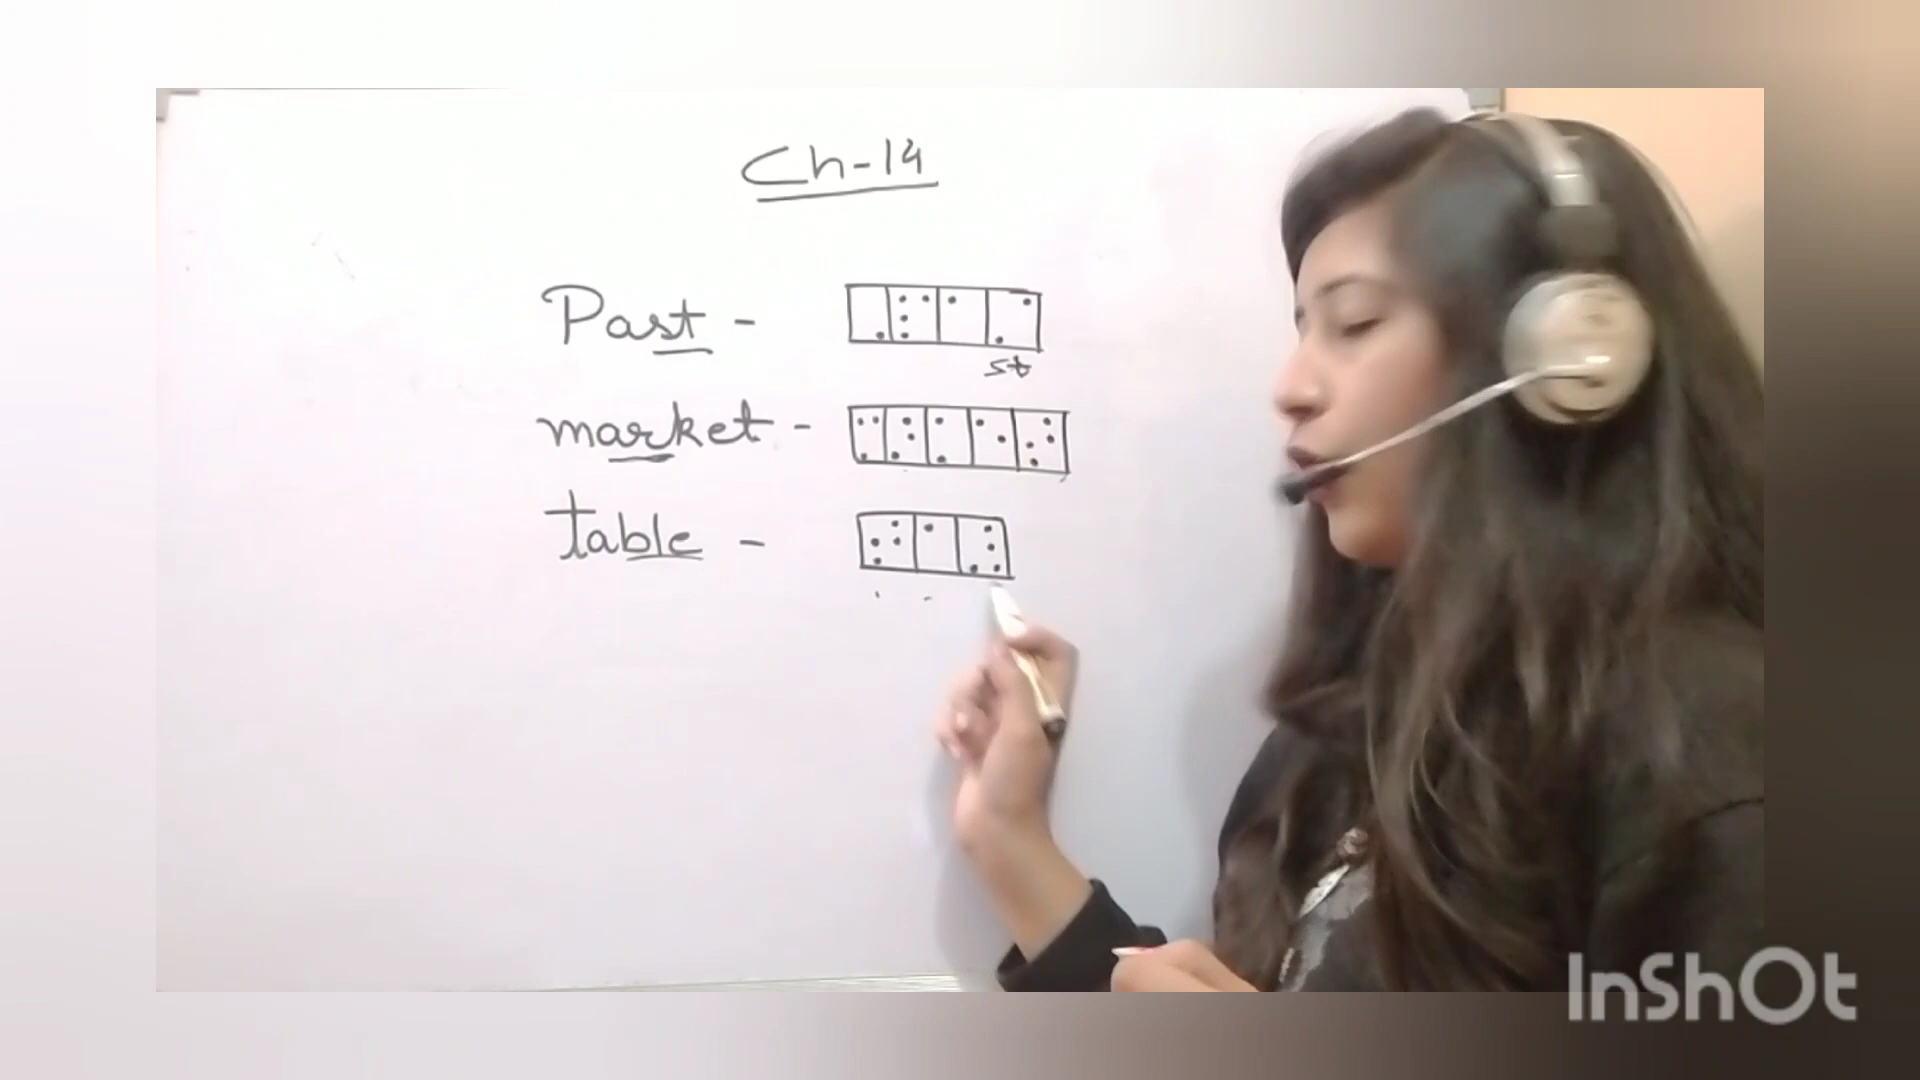 Ch-14
Past -
st
market -
table -
InShOt